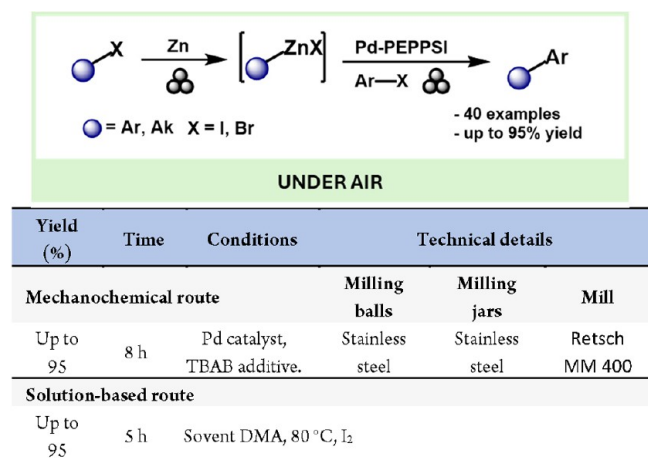 X
Zn
ZnX
Pd-PEPPSI
Ar—X
Ar
= Ar, Ak X = I, Br
- 40 examples
- up to 95% yield
UNDER AIR
Yield (%) Time Conditions Technical details
Mechanochemical route Milling balls Milling jars Mill
Up to 95 8 h Pd catalyst, TBAB additive. Stainless steel Stainless steel Retsch MM 400
Solution-based route
Up to 95 5 h Sovent DMA, 80 °C, I₂